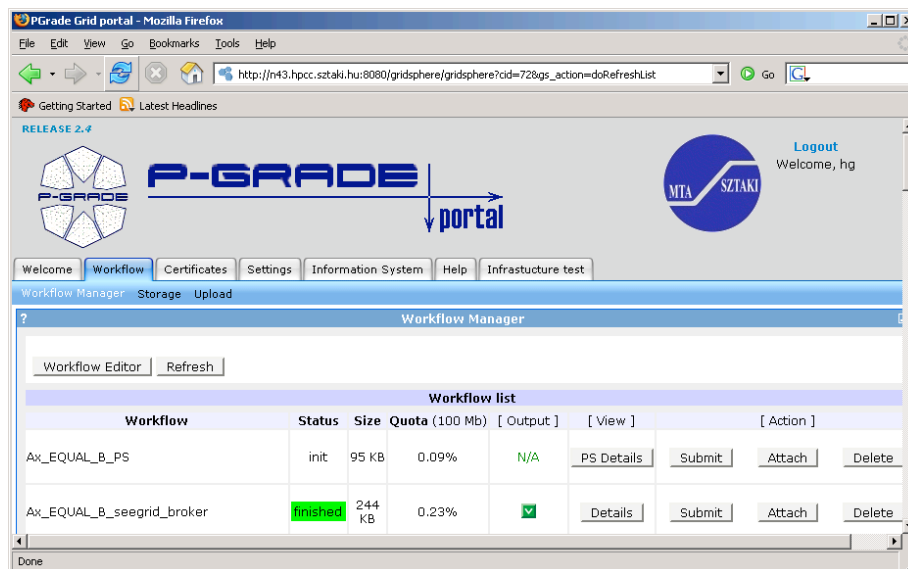 PGrade Grid portal - Mozilla Firefox
File Edit View Go Bookmarks Tools Help
http://n43.hpcc.sztaki.hu:8080/gridsphere/gridsphere?cid=72&gs_action=doRefreshList
Go
G
Getting Started Latest Headlines
RELEASE 2.4
P-GRADE
P-GRADE
portal
MTA SZTAKI
Logout
Welcome, hg
Welcome Workflow Certificates Settings Information System Help Infrastucture test
Workflow Manager Storage Upload
? Workflow Manager
Workflow Editor Refresh
Workflow list
Workflow Status Size Quota (100 Mb) [ Output ] [ View ] [ Action ]
Ax_EQUAL_B_PS init 95 KB 0.09% N/A PS Details Submit Attach Delete
Ax_EQUAL_B_seegrid_broker finished 244 KB 0.23% Details Submit Attach Delete
Done